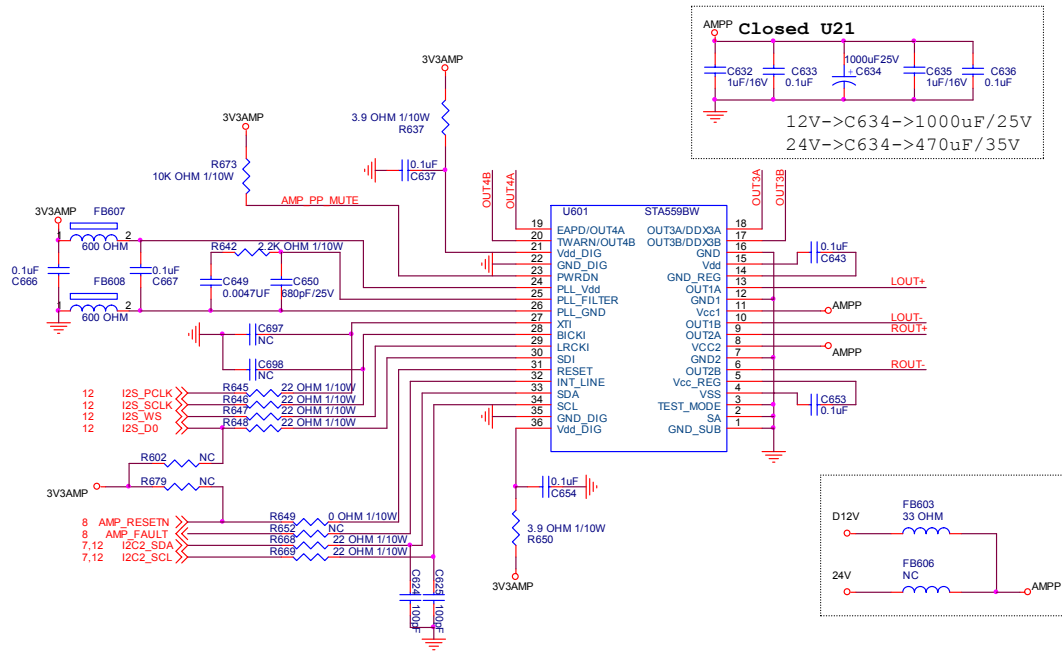 AMPP
Closed U21
1000uF25V
C632
1uF/16V
C633
0.1uF
+
C634
C635
1uF/16V
C636
0.1uF
12V->C634->1000uF/25V
24V->C634->470uF/35V
3V3AMP
3.9 OHM 1/10W
R637
3V3AMP
R673
10K OHM 1/10W
0.1uF
C637
AMP_PP_MUTE
OUT4B
OUT4A
OUT3A
OUT3B
U601
STA559BW
19 EAPD/OUT4A
20 TWARN/OUT4B
21 Vdd_DIG
22 GND_DIG
23 PWRDN
24 PLL_Vdd
25 PLL_FILTER
26 PLL_GND
27 XTI
28 BICKI
29 LRCKI
30 SDI
31 RESET
32 INT_LINE
33 SDA
34 SCL
35 GND_DIG
36 Vdd_DIG
OUT3A/DDX3A 18
OUT3B/DDX3B 17
GND 16
Vdd 15
GND_REG 14
OUT1A 13
GND1 12
Vcc1 11
OUT1B 10
OUT2A 9
VCC2 8
GND2 7
OUT2B 6
Vcc_REG 5
VSS 4
TEST_MODE 3
SA 2
GND_SUB 1
0.1uF
C643
LOUT+
AMPP
LOUT-
ROUT+
AMPP
ROUT-
C653
0.1uF
3V3AMP
FB607
1 2
600 OHM
0.1uF
C666
0.1uF
C667
FB608
1 2
600 OHM
R642 2.2K OHM 1/10W
C649
0.0047UF
C650
680pF/25V
C697
NC
C698
NC
12 I2S_PCLK R645 22 OHM 1/10W
12 I2S_SCLK R646 22 OHM 1/10W
12 I2S_WS R647 22 OHM 1/10W
12 I2S_D0 R648 22 OHM 1/10W
R602 NC
R679 NC
3V3AMP
8 AMP_RESETN R649 0 OHM 1/10W
8 AMP_FAULT R652 NC
7,12 I2C2_SDA R668 22 OHM 1/10W
7,12 I2C2_SCL R669 22 OHM 1/10W
C624
100pF
C625
100pF
0.1uF
C654
3.9 OHM 1/10W
R650
3V3AMP
D12V
FB603
33 OHM
24V
FB606
NC
AMPP